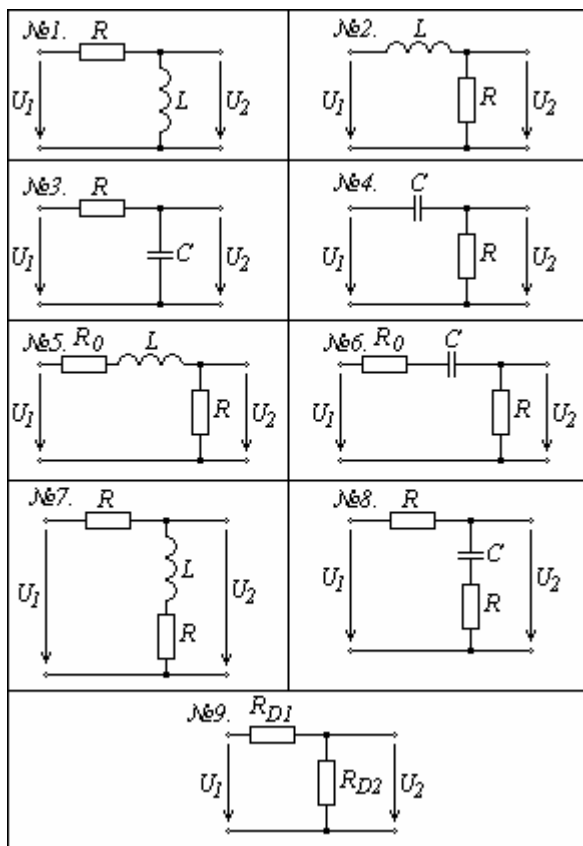 №1. R
L
U1
U2
№2. L
R
U1
U2
№3. R
C
U1
U2
№4. C
R
U1
U2
№5. R0 L
R
U1
U2
№6. R0 C
R
U1
U2
№7. R
L
U1
U2
R
№8. R
C
U1
U2
R
№9. RD1
U1
RD2
U2